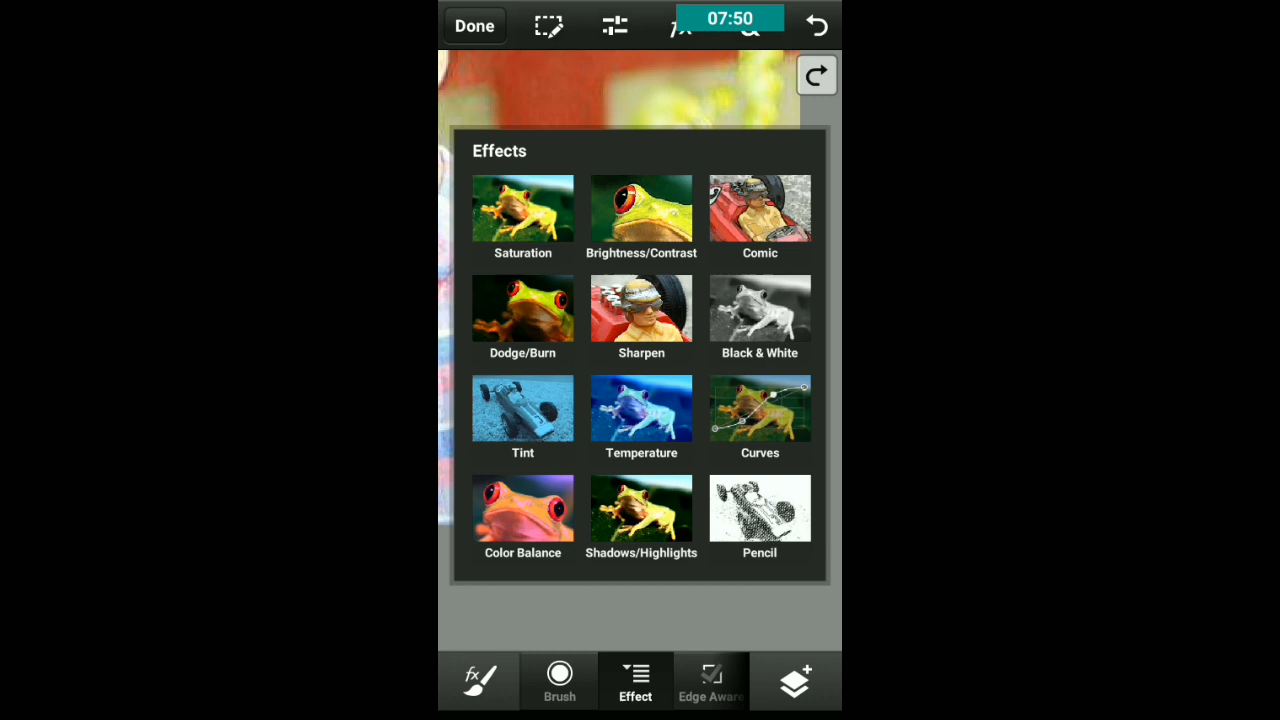 Done
07:50
Effects
Saturation
Brightness/Contrast
Comic
Dodge/Burn
Sharpen
Black & White
Tint
Temperature
Curves
Color Balance
Shadows/Highlights
Pencil
fx
Brush
Effect
Edge Aware